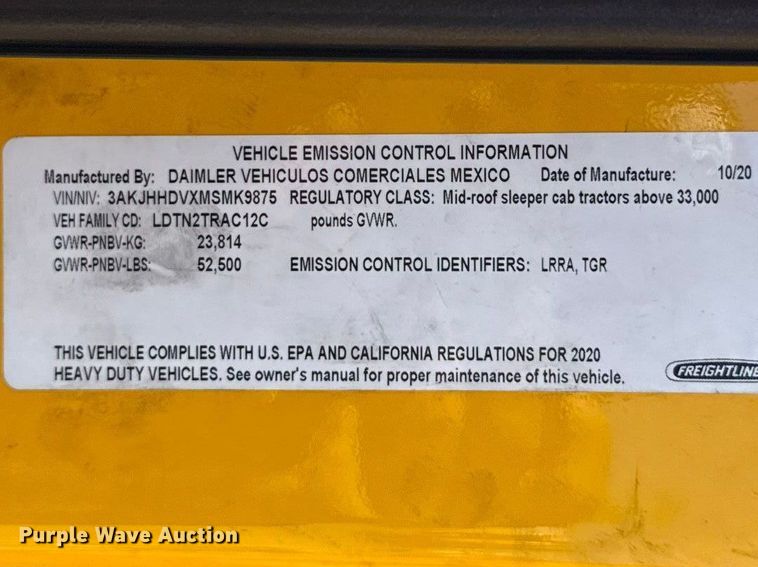 VEHICLE EMISSION CONTROL INFORMATION
Manufactured By: DAIMLER VEHICULOS COMERCIALES MEXICO Date of Manufacture: 10/20
VIN/NIV: 3AKJHHDVXMSMK9875 REGULATORY CLASS: Mid-roof sleeper cab tractors above 33,000
VEH FAMILY CD: LDTN2TRAC12C pounds GVWR.
GVWR-PNBV-KG: 23,814
GVWR-PNBV-LBS: 52,500 EMISSION CONTROL IDENTIFIERS: LRRA, TGR
THIS VEHICLE COMPLIES WITH U.S. EPA AND CALIFORNIA REGULATIONS FOR 2020
HEAVY DUTY VEHICLES. See owner's manual for proper maintenance of this vehicle.
FREIGHTLINE
Purple Wave Auction